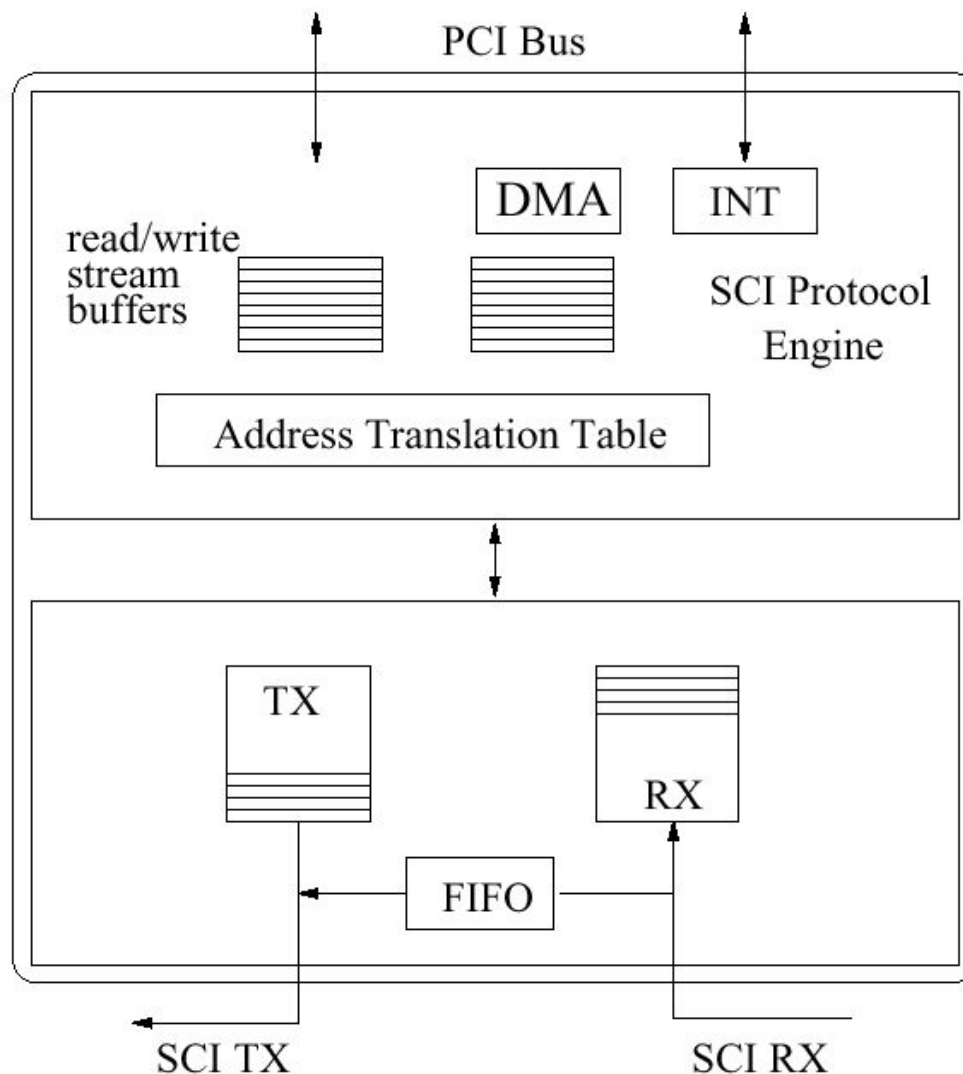 PCI Bus
DMA
INT
read/write
stream
buffers
SCI Protocol
Engine
Address Translation Table
TX
RX
FIFO
SCI TX
SCI RX